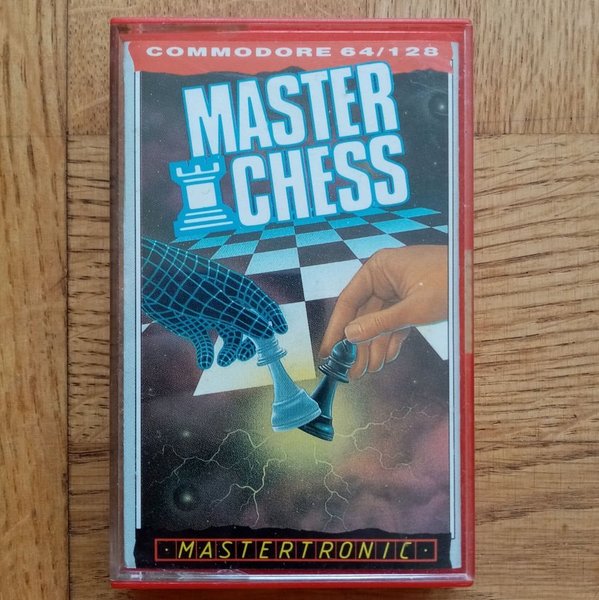 COMMODORE 64/128
MASTER
CHESS
MASTERTRONIC